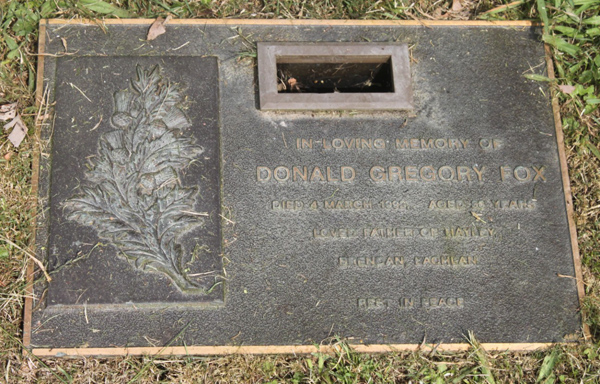 IN LOVING MEMORY OF
DONALD GREGORY FOX
DIED 4 MARCH AGED YEARS
LOVED FATHER OF HAYLEY,
BRENDAN, LACHLAN
REST IN PEACE